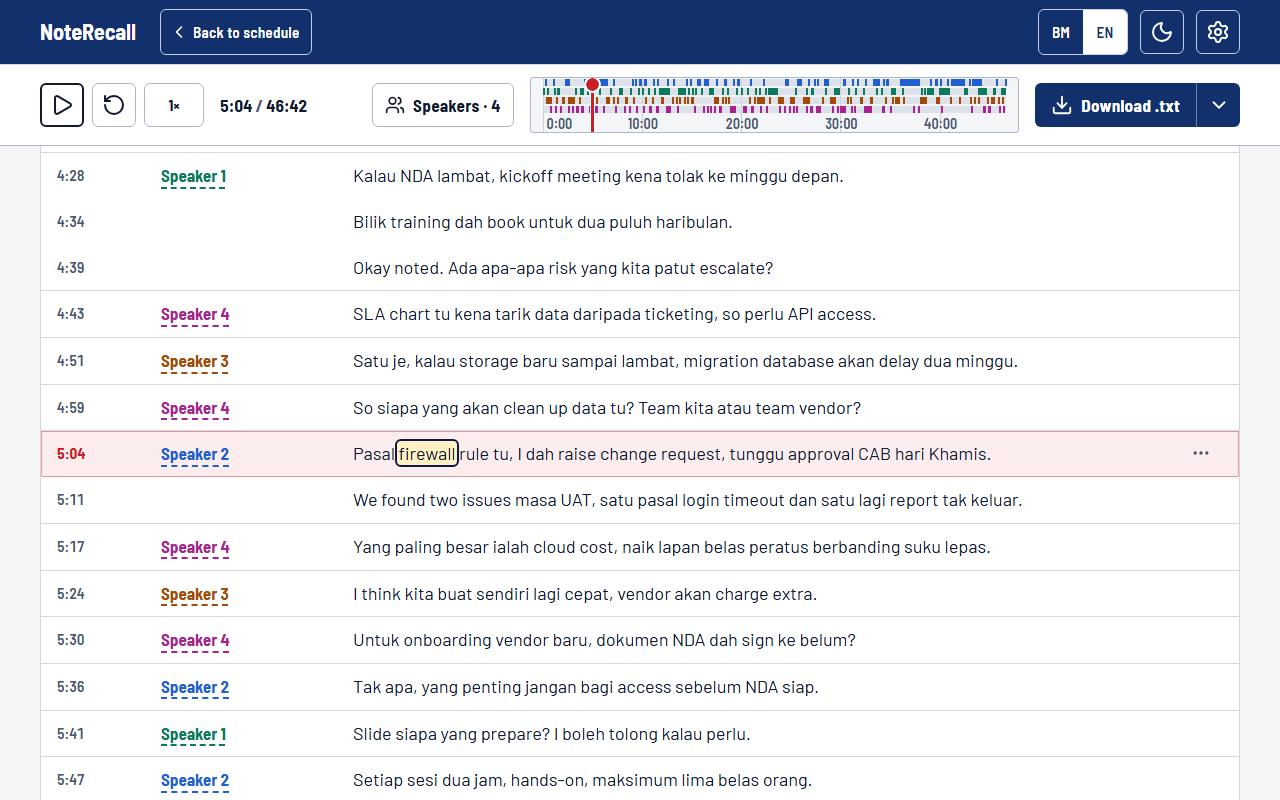 NoteRecall
Back to schedule
BM
EN
1×
5:04 / 46:42
Speakers · 4
0:00 10:00 20:00 30:00 40:00
Download .txt
4:28 Speaker 1 Kalau NDA lambat, kickoff meeting kena tolak ke minggu depan.
4:34 Bilik training dah book untuk dua puluh haribulan.
4:39 Okay noted. Ada apa-apa risk yang kita patut escalate?
4:43 Speaker 4 SLA chart tu kena tarik data daripada ticketing, so perlu API access.
4:51 Speaker 3 Satu je, kalau storage baru sampai lambat, migration database akan delay dua minggu.
4:59 Speaker 4 So siapa yang akan clean up data tu? Team kita atau team vendor?
5:04 Speaker 2 Pasal firewall rule tu, I dah raise change request, tunggu approval CAB hari Khamis.
5:11 We found two issues masa UAT, satu pasal login timeout dan satu lagi report tak keluar.
5:17 Speaker 4 Yang paling besar ialah cloud cost, naik lapan belas peratus berbanding suku lepas.
5:24 Speaker 3 I think kita buat sendiri lagi cepat, vendor akan charge extra.
5:30 Speaker 4 Untuk onboarding vendor baru, dokumen NDA dah sign ke belum?
5:36 Speaker 2 Tak apa, yang penting jangan bagi access sebelum NDA siap.
5:41 Speaker 1 Slide siapa yang prepare? I boleh tolong kalau perlu.
5:47 Speaker 2 Setiap sesi dua jam, hands-on, maksimum lima belas orang.